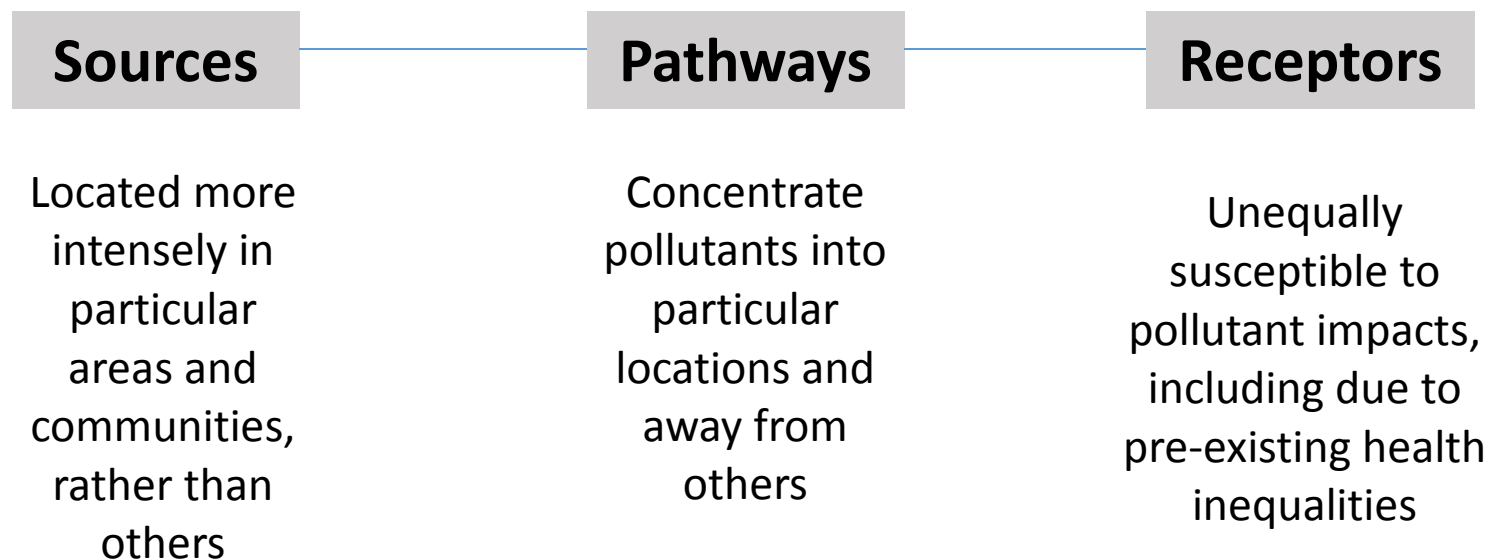 Sources
Pathways
Receptors
Located more
intensely in
particular
areas and
communities,
rather than
others
Concentrate
pollutants into
particular
locations and
away from
others
Unequally
susceptible to
pollutant impacts,
including due to
pre-existing health
inequalities